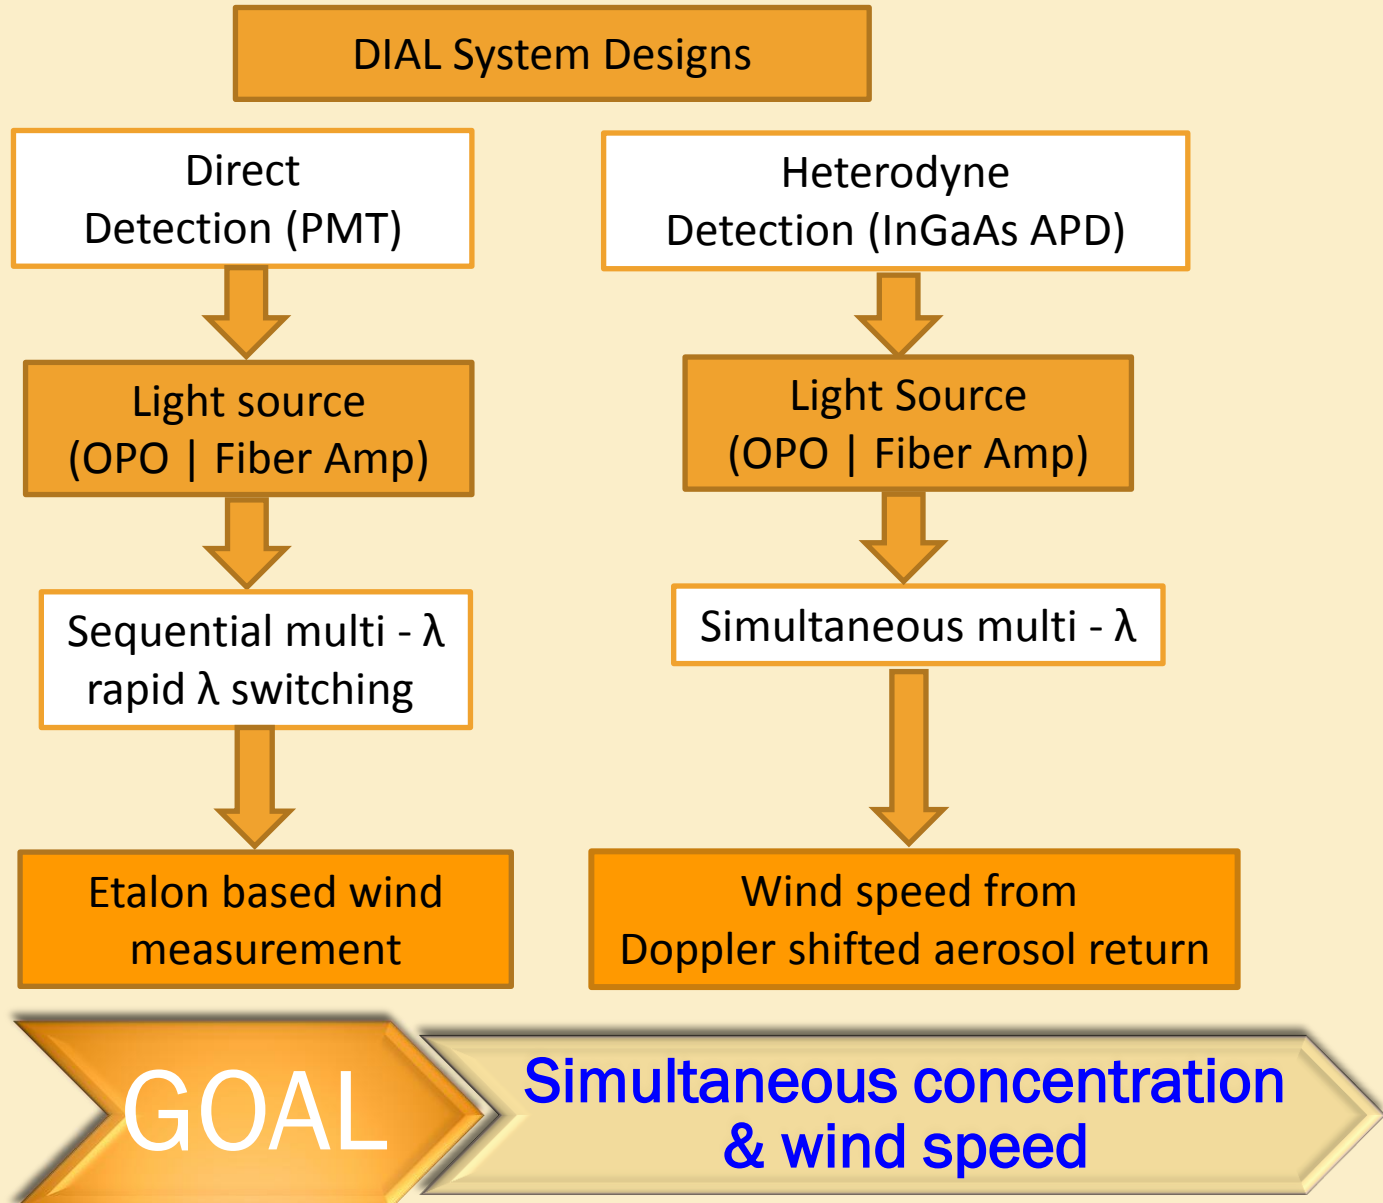 DIAL System Designs
Direct
Detection (PMT)
Light source
(OPO | Fiber Amp)
Sequential multi - λ
rapid λ switching
Etalon based wind
measurement
Heterodyne
Detection (InGaAs APD)
Light Source
(OPO | Fiber Amp)
Simultaneous multi - λ
Wind speed from
Doppler shifted aerosol return
GOAL
Simultaneous concentration
& wind speed